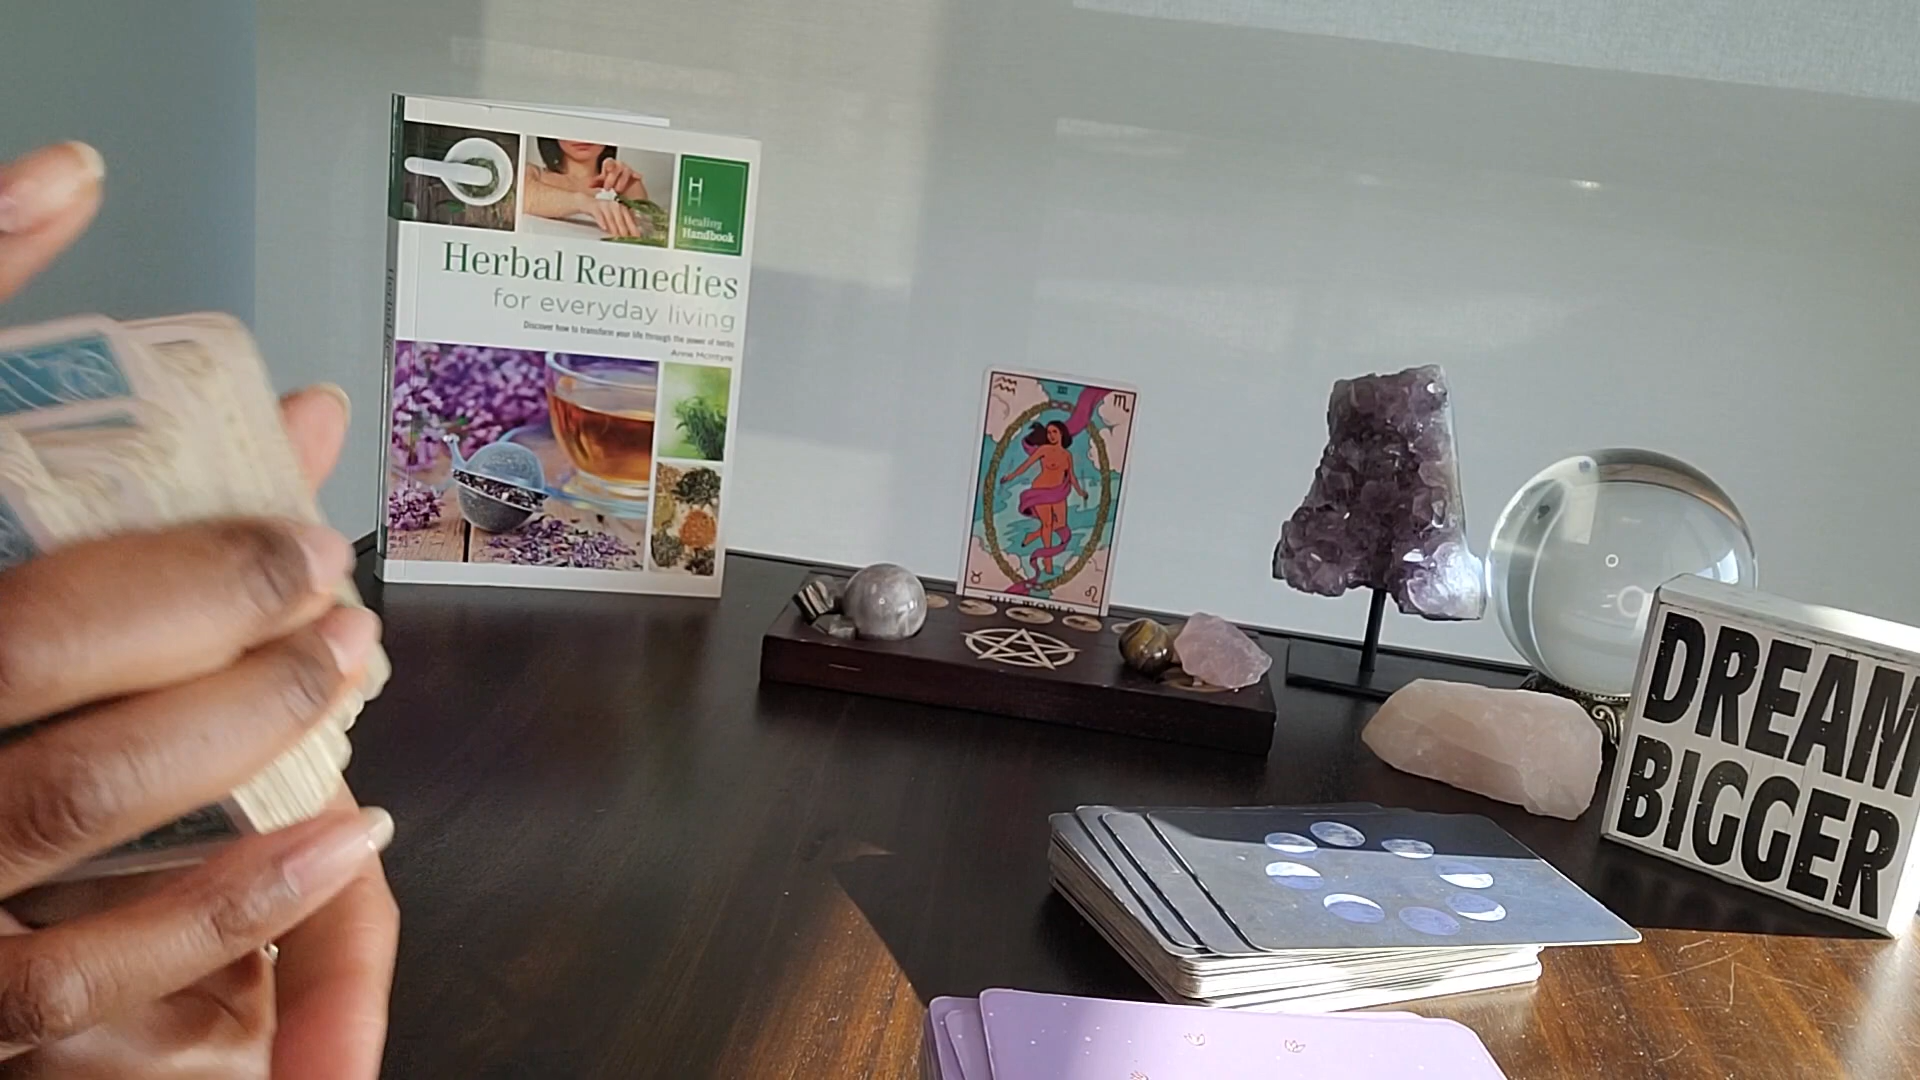 H
H
Healing
Handbook
Herbal Remedies
for everyday living
Discover how to transform your life through the power of herbs
Anne McIntyre
THE WORLD
DREAM
BIGGER